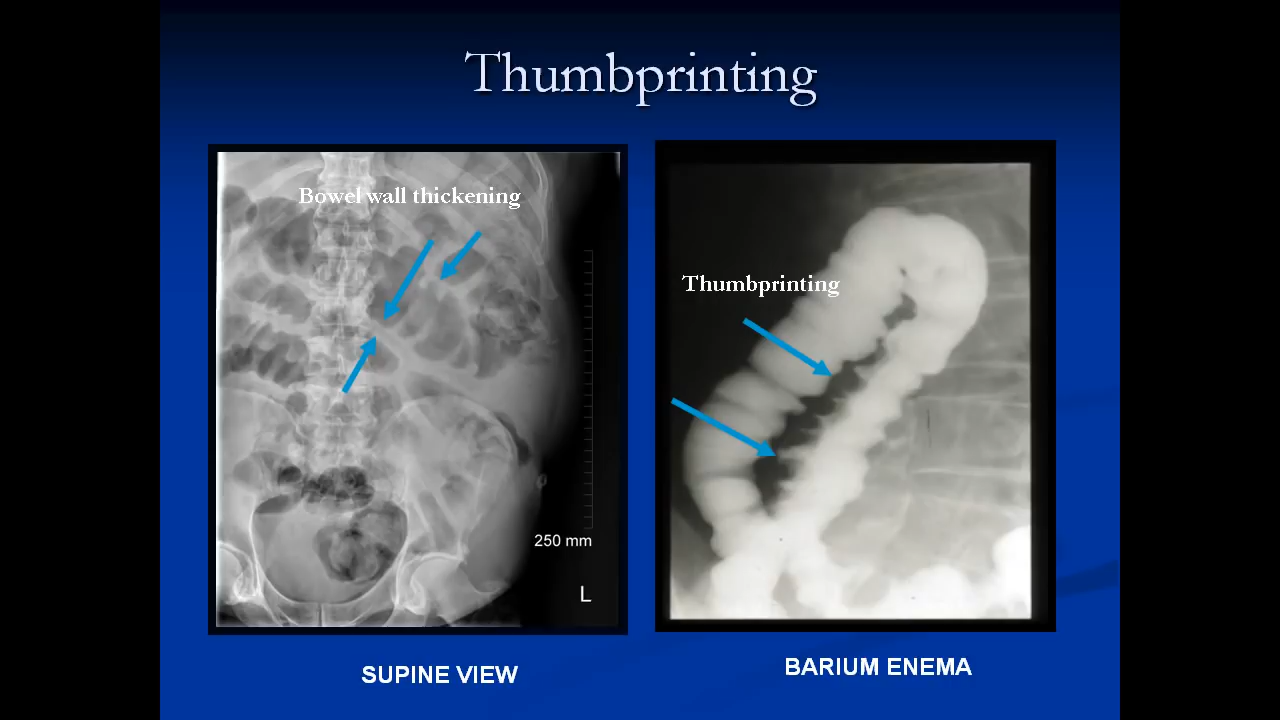 Thumbprinting
Bowel wall thickening
250 mm
L
SUPINE VIEW
Thumbprinting
BARIUM ENEMA